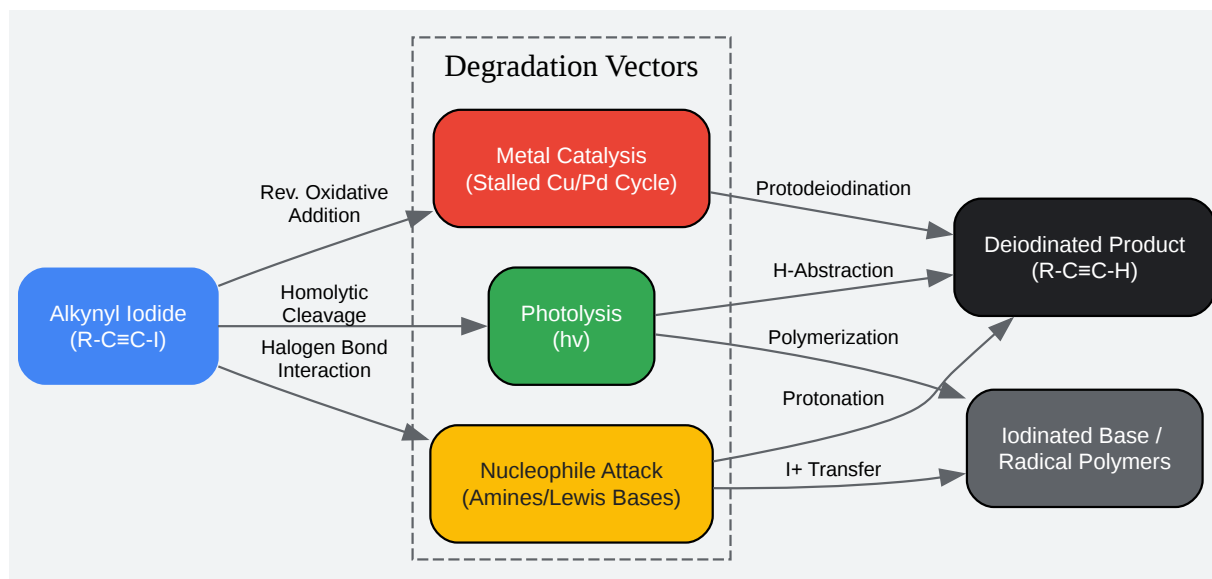 Degradation Vectors
Alkynyl Iodide
(R-C≡C-I)
Rev. Oxidative
Addition
Homolytic
Cleavage
Halogen Bond
Interaction
Metal Catalysis
(Stalled Cu/Pd Cycle)
Photolysis
(hv)
Nucleophile Attack
(Amines/Lewis Bases)
Protodeiodination
H-Abstraction
Polymerization
Protonation
I+ Transfer
Deiodinated Product
(R-C≡C-H)
Iodinated Base /
Radical Polymers